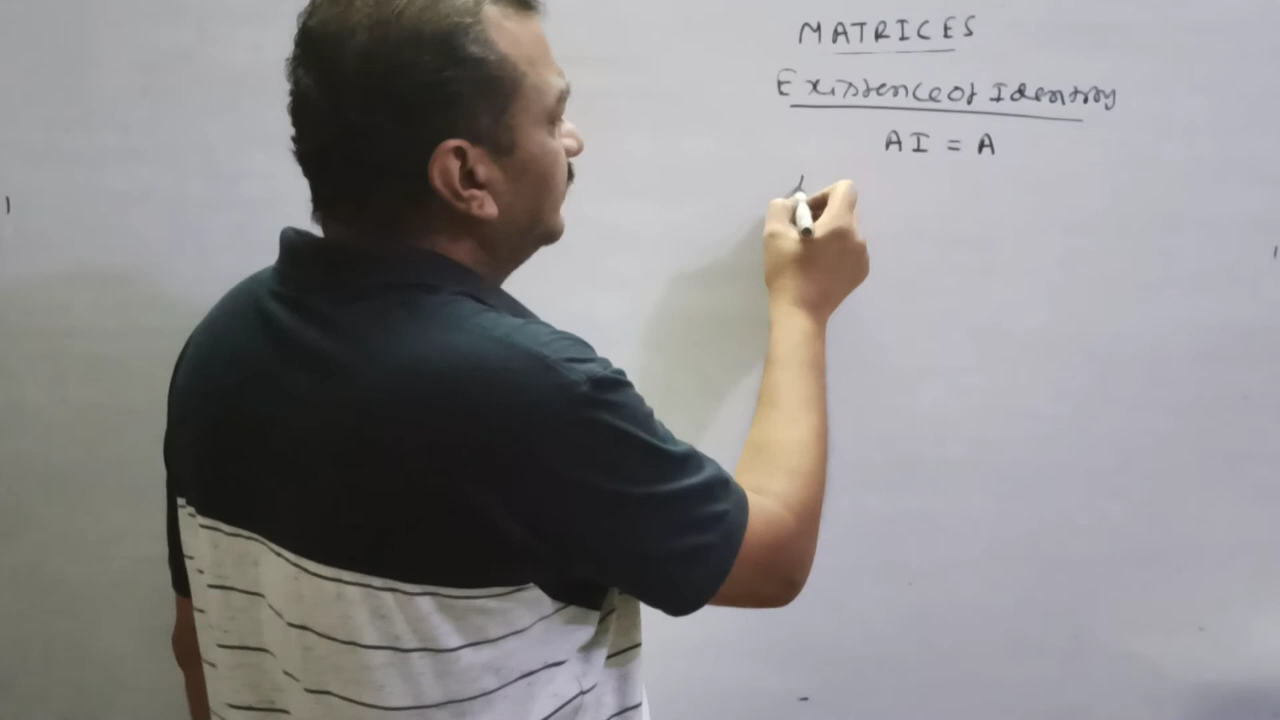 MATRICES
Existence of Identity
AI = A